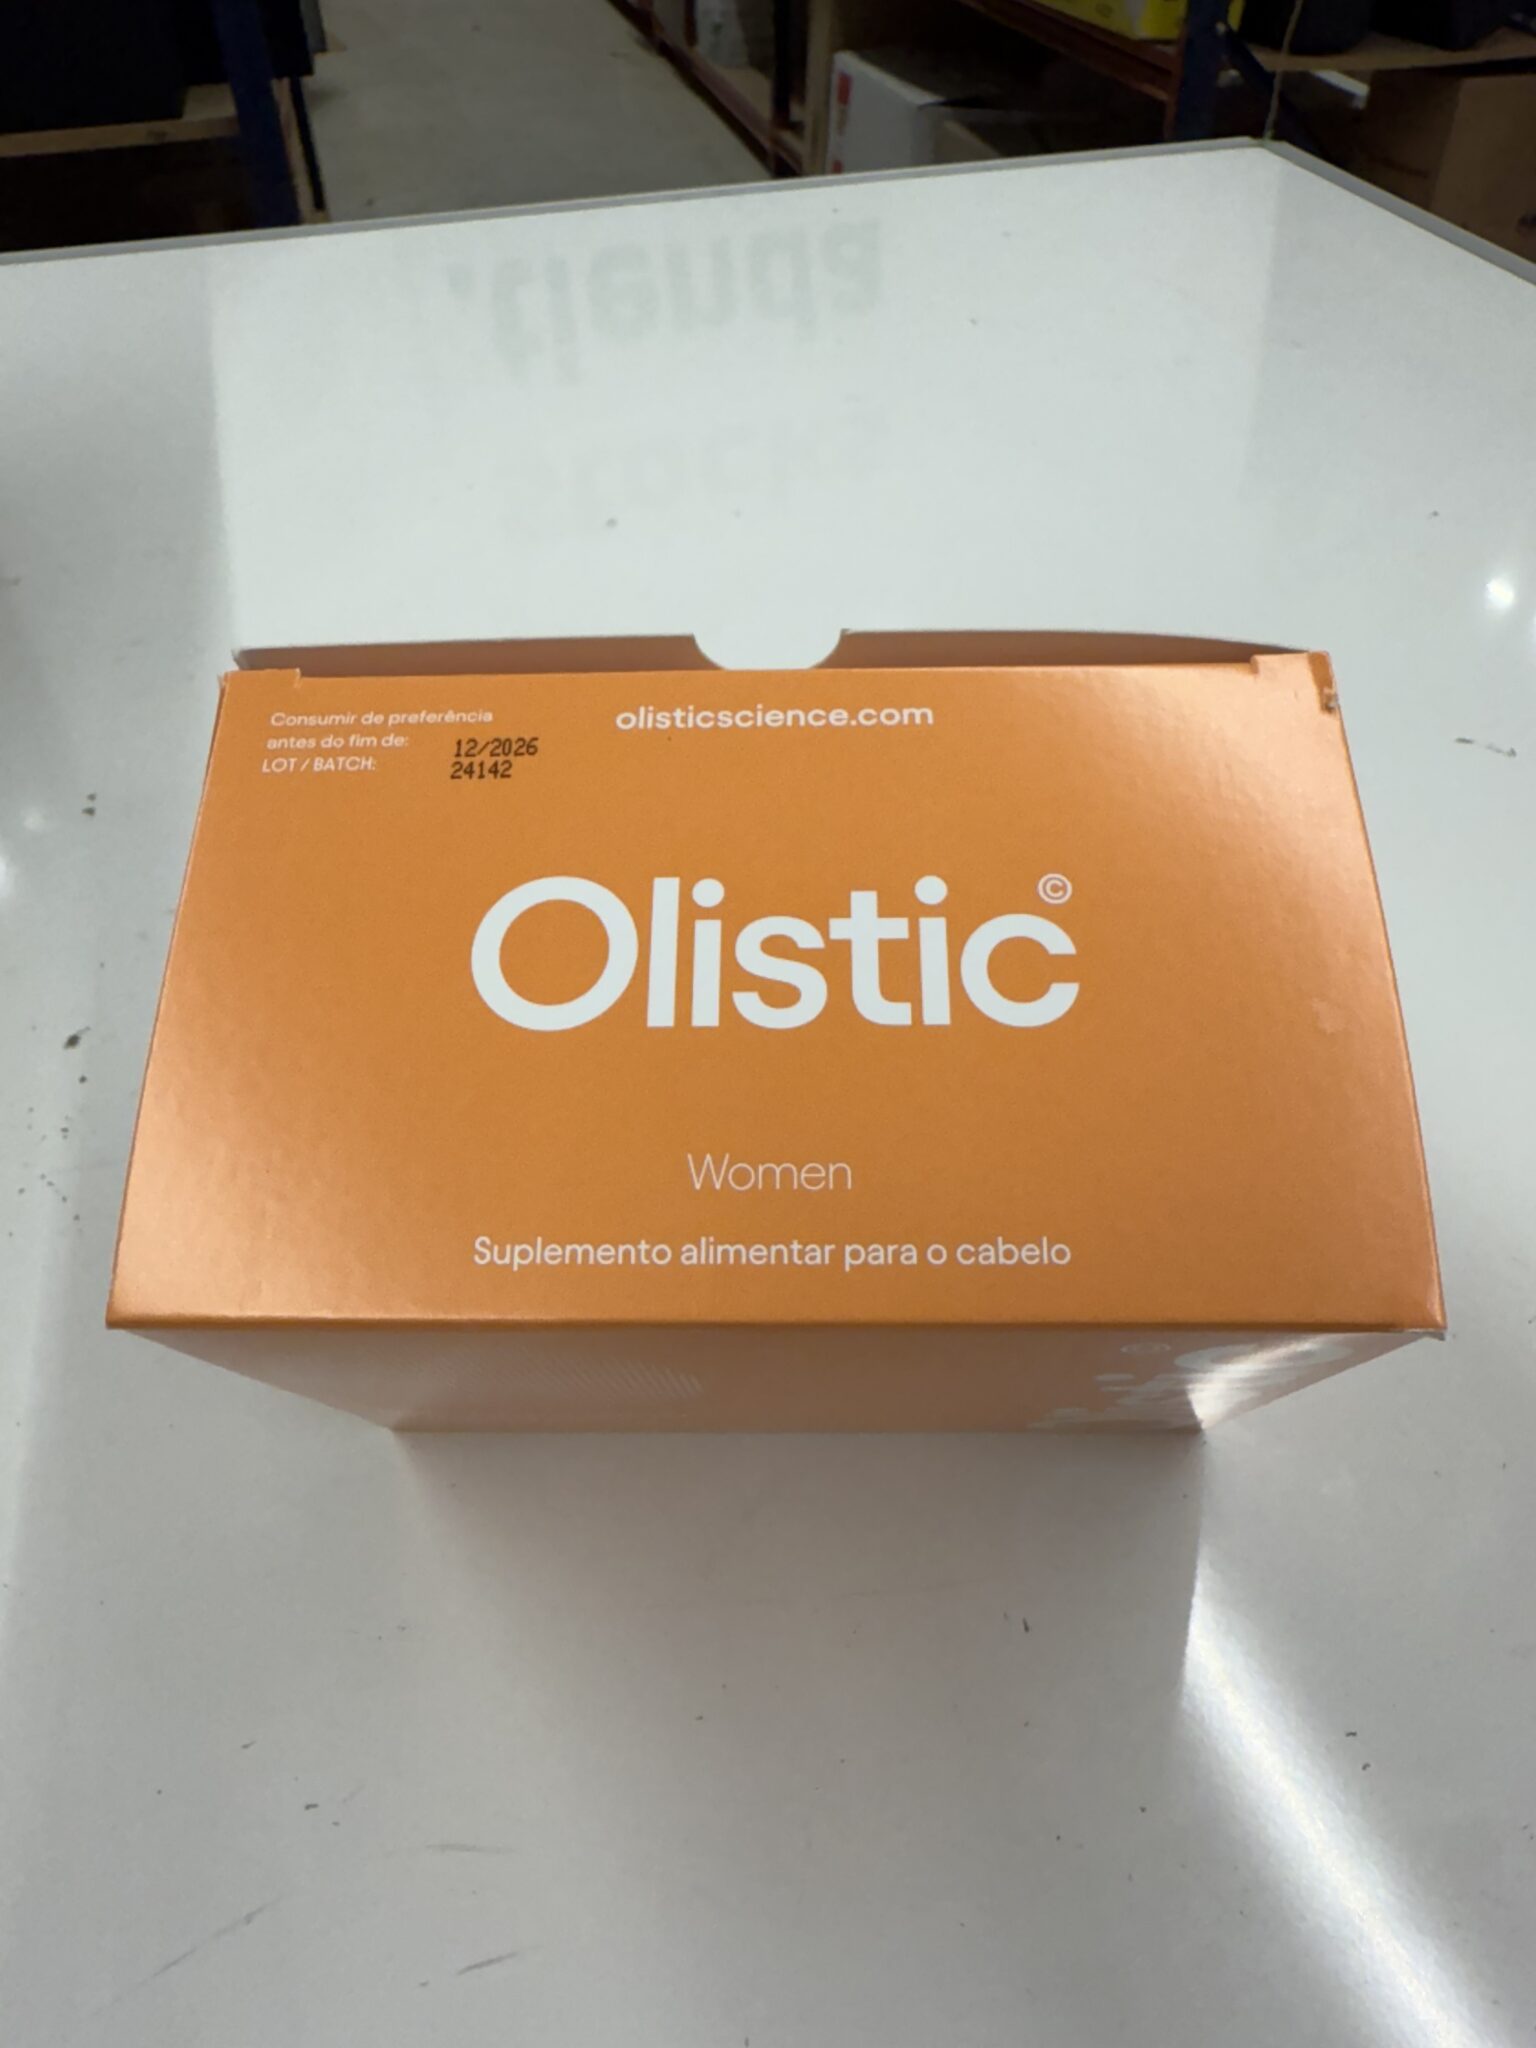 .tienda
Consumir de preferência
antes do fim de: 12/2026
LOT / BATCH: 24142
olisticscience.com
Olistic©
Women
Suplemento alimentar para o cabelo